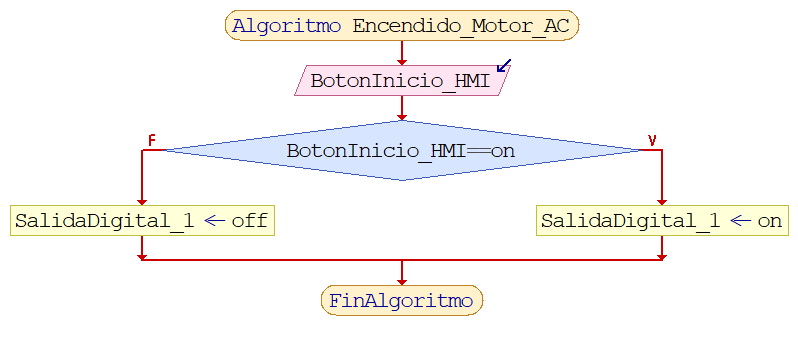 Algoritmo Encendido_Motor_AC
BotonInicio_HMI
F
V
BotonInicio_HMI==on
SalidaDigital_1 ← off
SalidaDigital_1 ← on
FinAlgoritmo